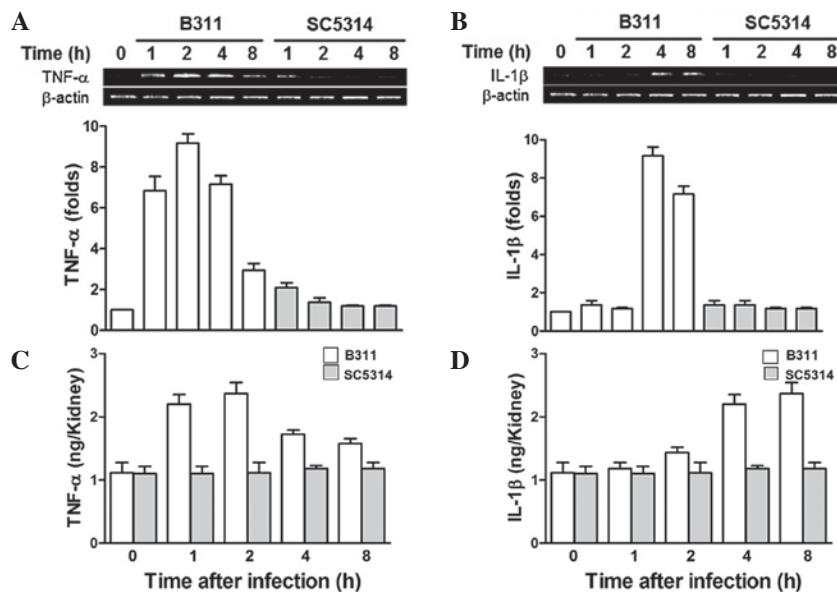 A
B311
SC5314
Time (h) 0 1 2 4 8 1 2 4 8
TNF-α
β-actin
10
8
6
4
2
0
TNF-α (folds)
B
B311
SC5314
Time (h) 0 1 2 4 8 1 2 4 8
IL-1β
β-actin
10
8
6
4
2
0
IL-1β (folds)
C
3
2
1
0
TNF-α (ng/Kidney)
B311
SC5314
0 1 2 4 8
Time after infection (h)
D
3
2
1
0
IL-1β (ng/Kidney)
B311
SC5314
0 1 2 4 8
Time after infection (h)